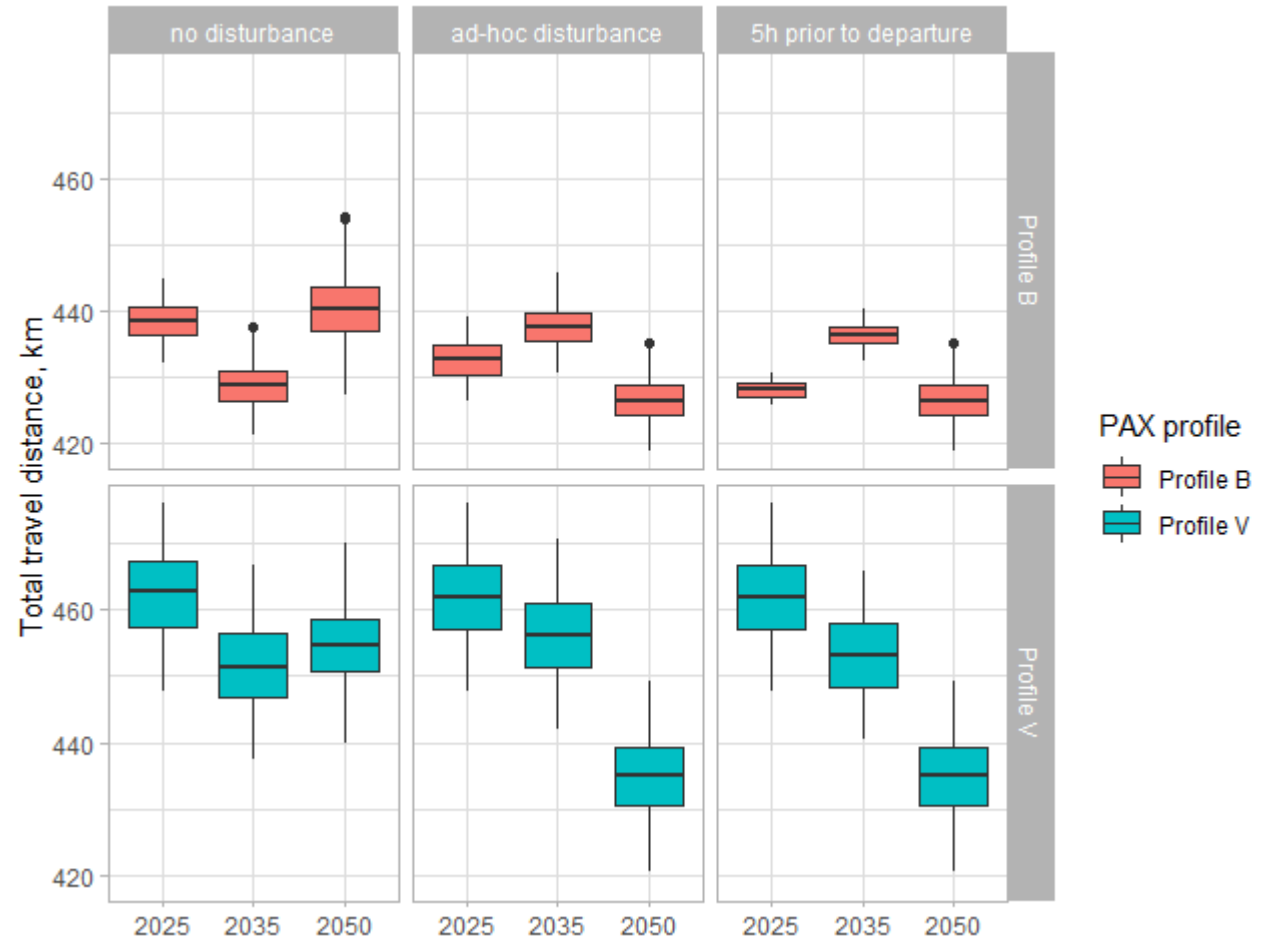 no disturbance
ad-hoc disturbance
5h prior to departure
Total travel distance, km
460
440
420
Profile B
460
440
420
Profile V
2025
2035
2050
2025
2035
2050
2025
2035
2050
PAX profile
Profile B
Profile V